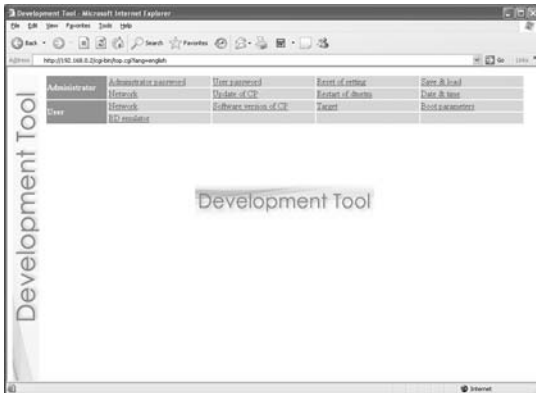 Development Tool - Microsoft Internet Explorer
File Edit View Favorites Tools Help
Back Search Favorites
Address http://192.168.0.2/cgi-bin/top.cgi?lang=english Go Links
Administrator
Administrator password User password Reset of setting Save & load
Network Update of CP Restart of dsetm Date & time
User
Network Software version of CP Target Boot parameters
BD emulator
Development Tool
Development Tool
Internet